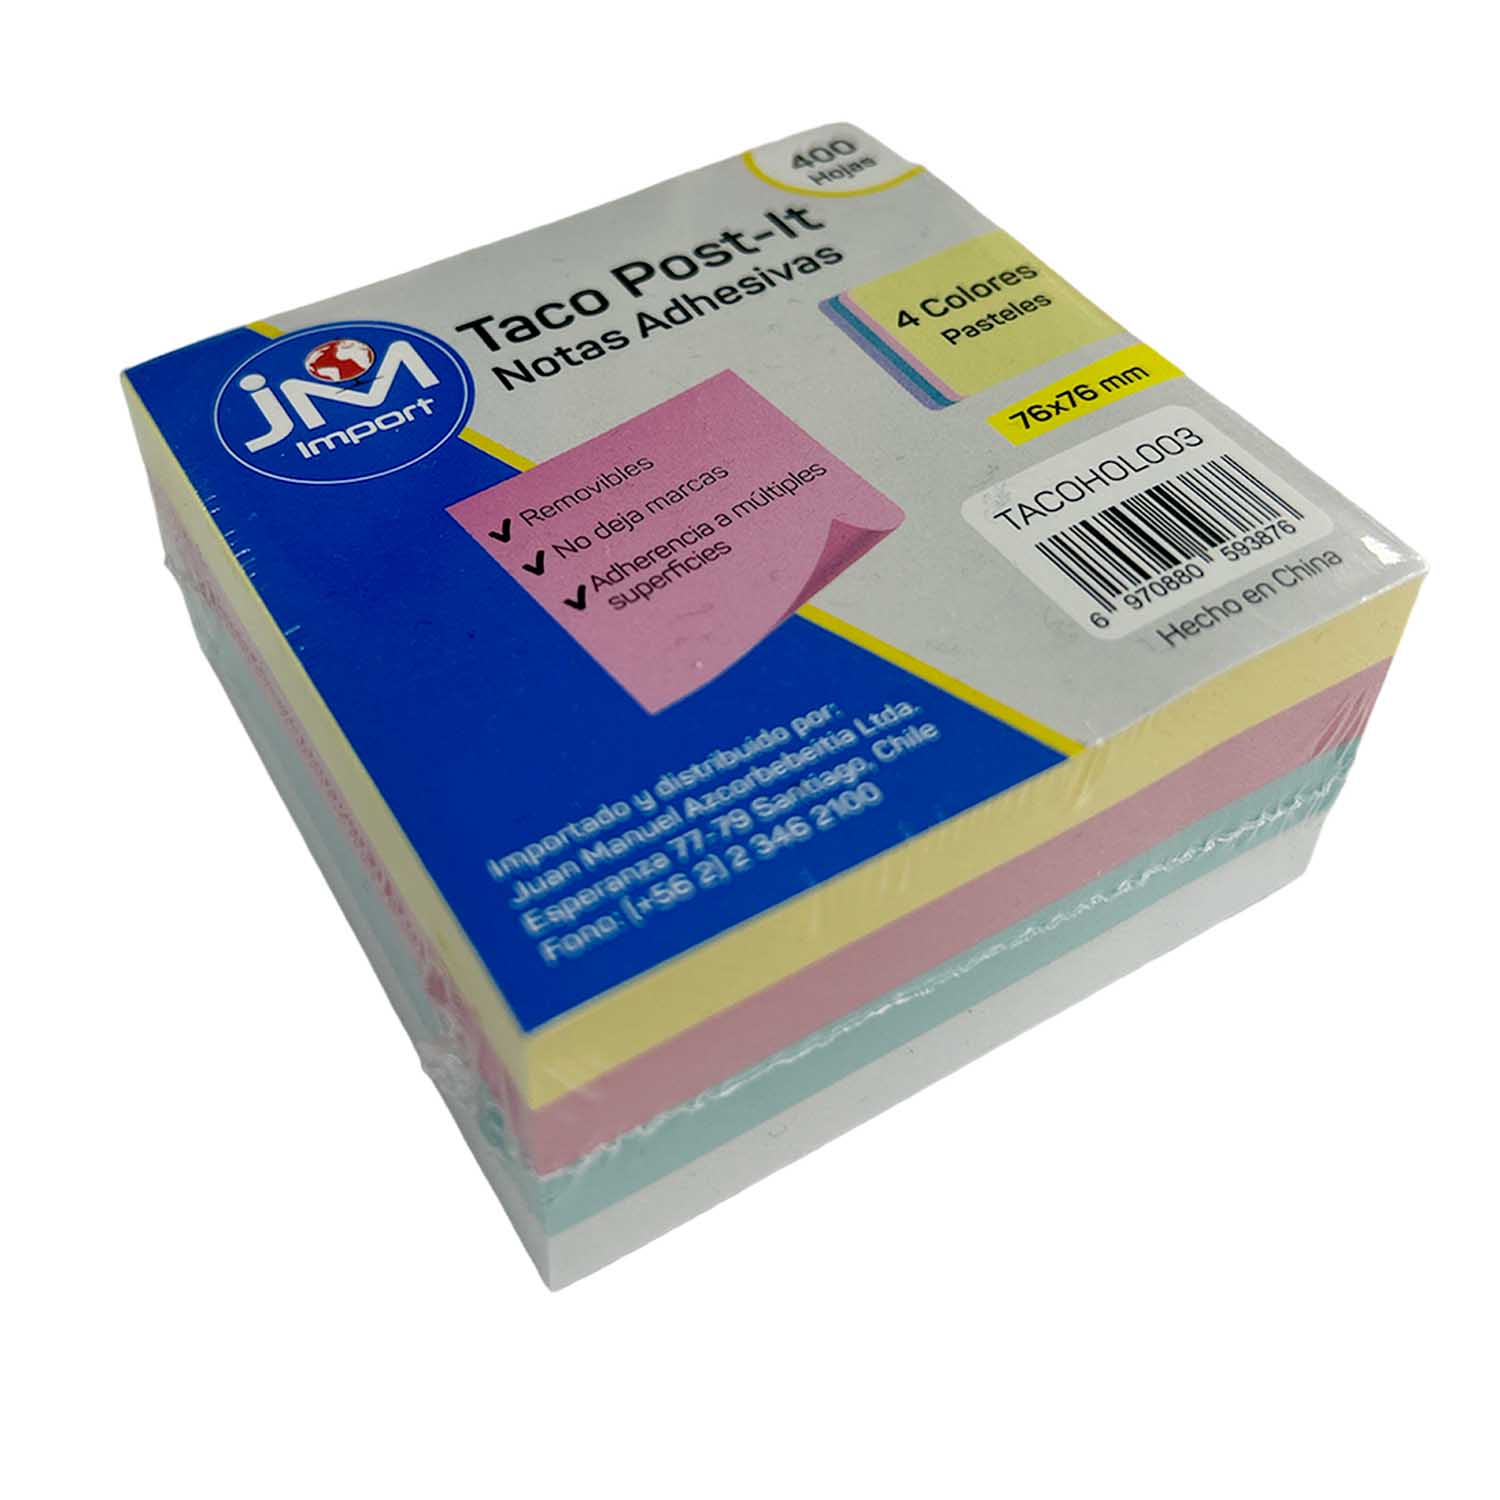 400
Hojas
Taco Post-It
Notas Adhesivas
JM
Import
4 Colores
Pasteles
76x76 mm
Removibles
No deja marcas
Adherencia a múltiples
superficies
TACOHOL003
6 970880 593876
Hecho en China
Importado y distribuido por:
Juan Manuel Azcorbebeitia Ltda.
Esperanza 77-79 Santiago, Chile
Fono: (+56 2) 2 346 2100